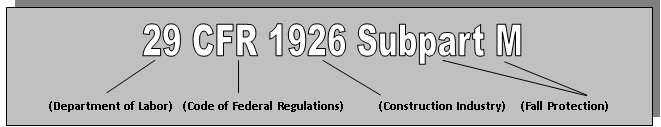 29 CFR 1926 Subpart M
(Department of Labor) (Code of Federal Regulations) (Construction Industry) (Fall Protection)